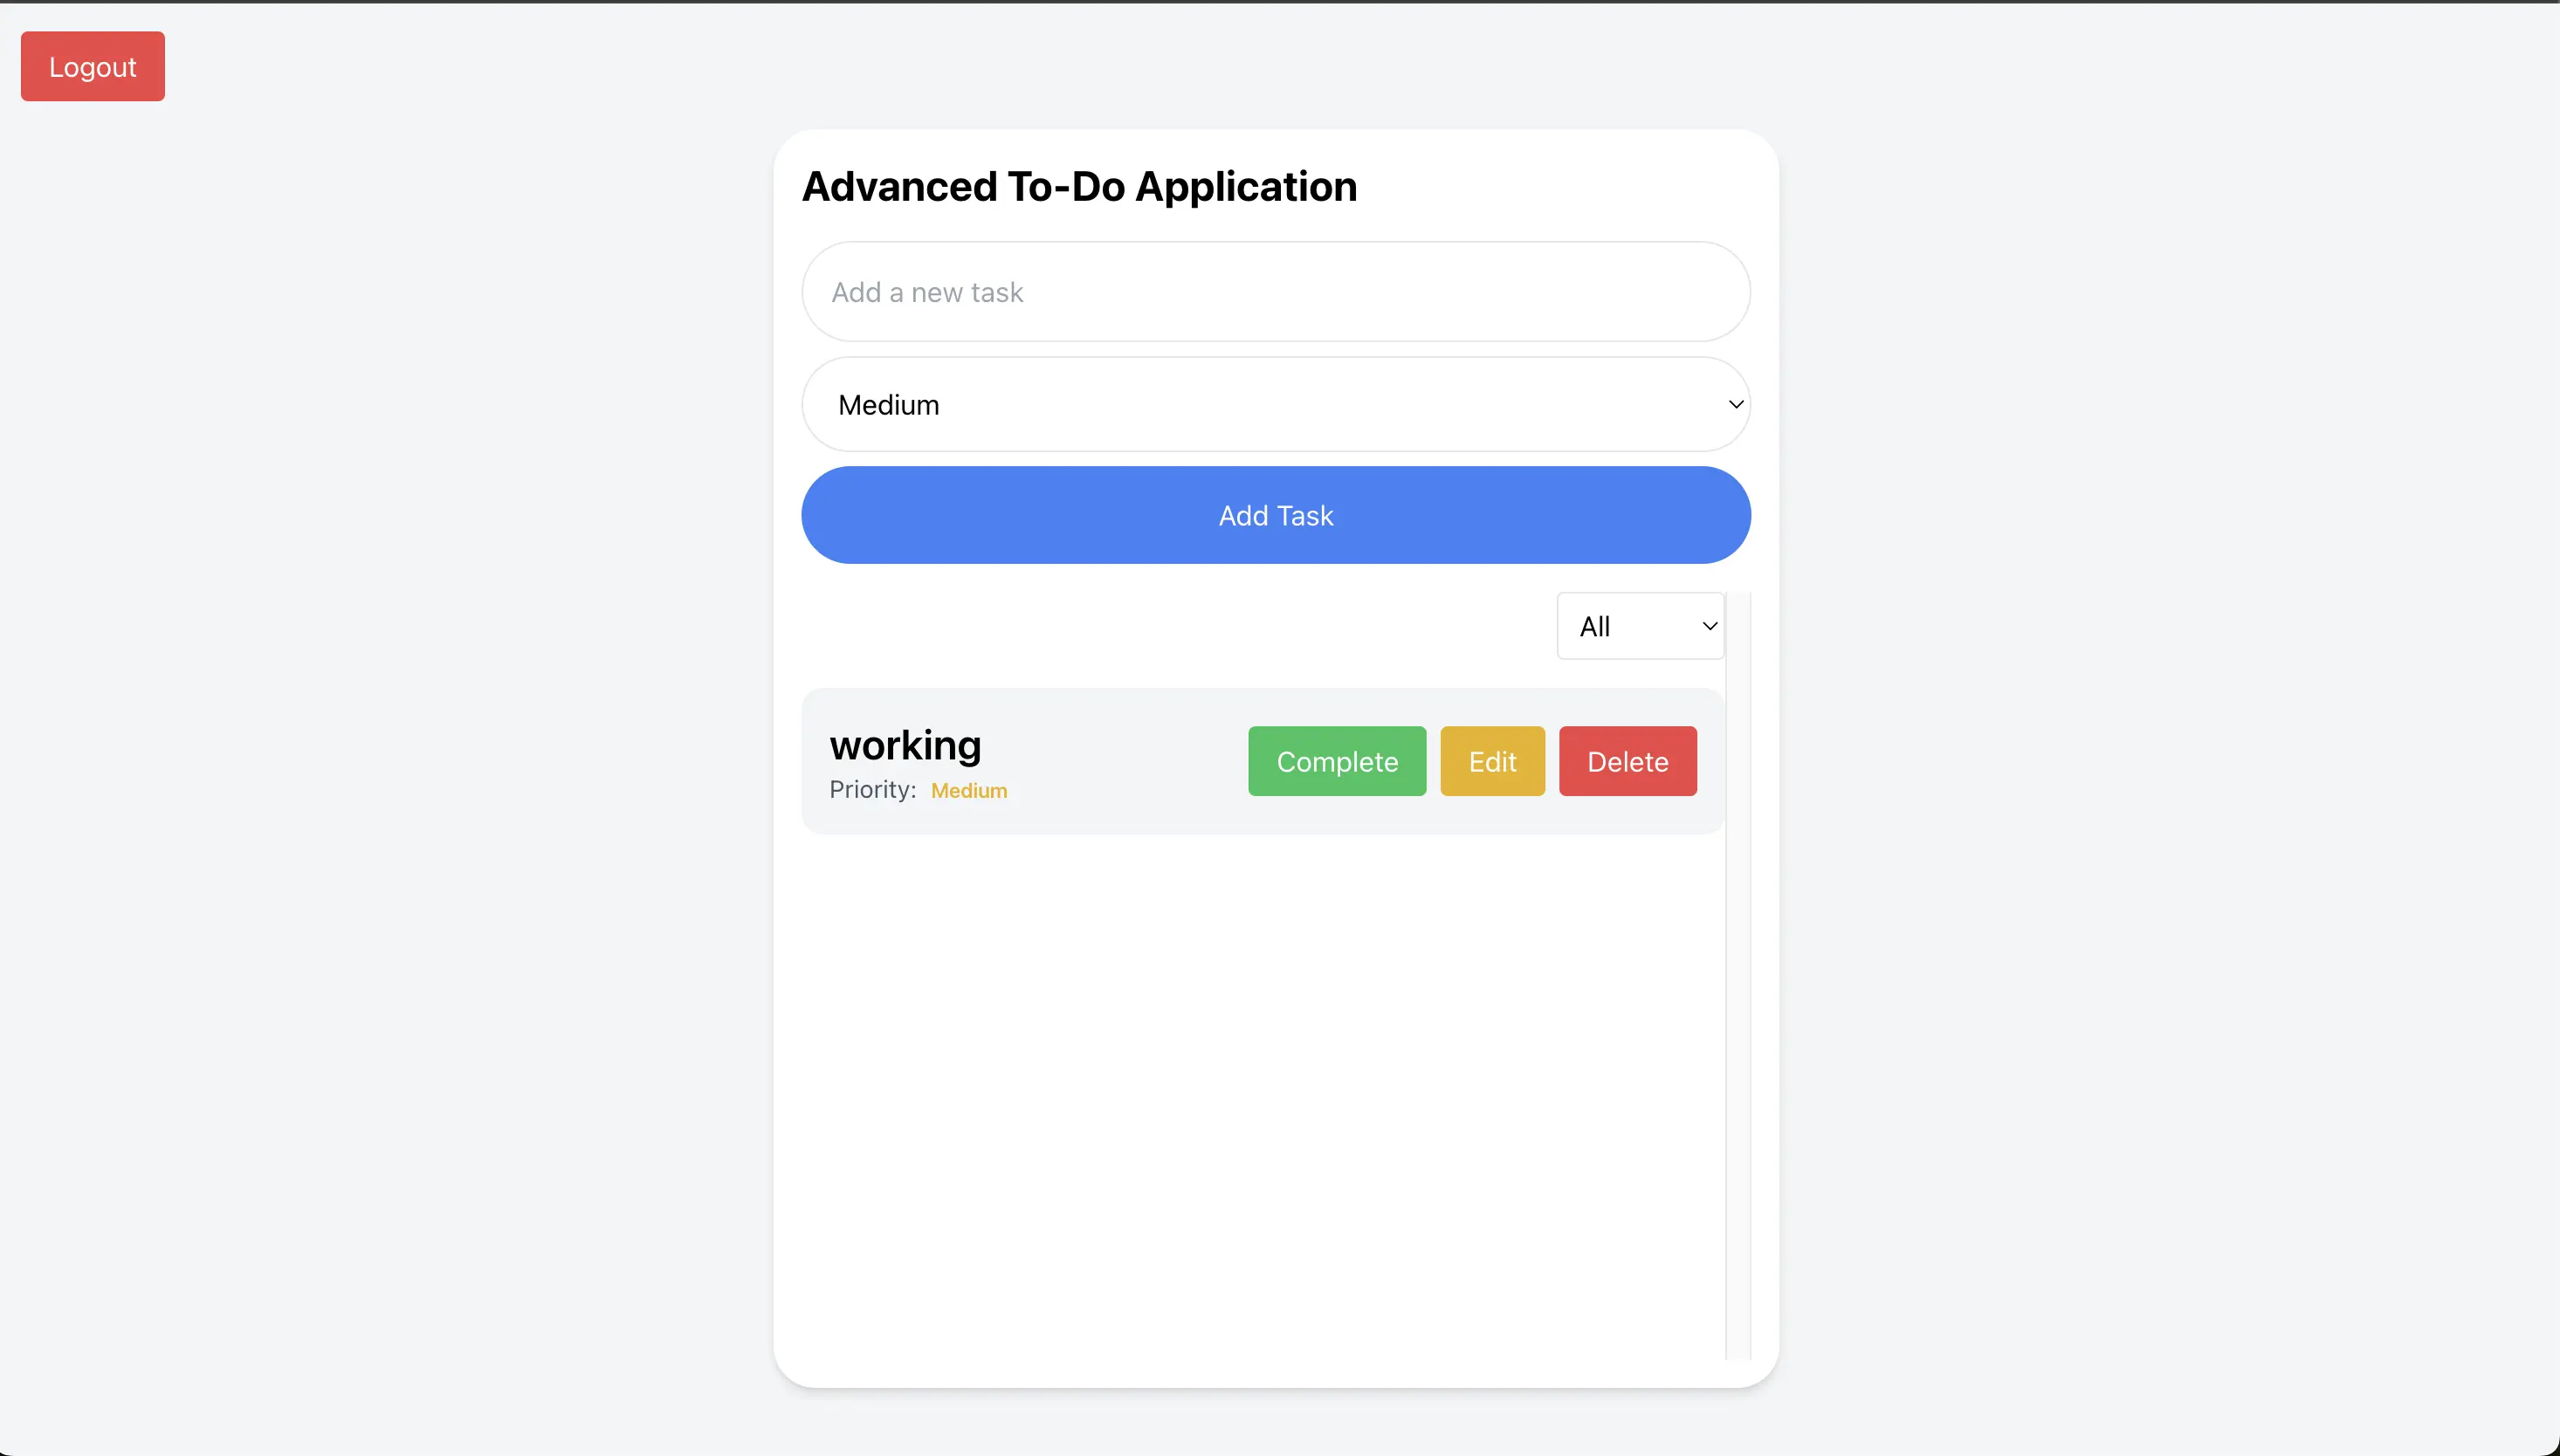 Logout
Advanced To-Do Application
Add a new task
Medium
Add Task
All
working
Priority: Medium
Complete Edit Delete